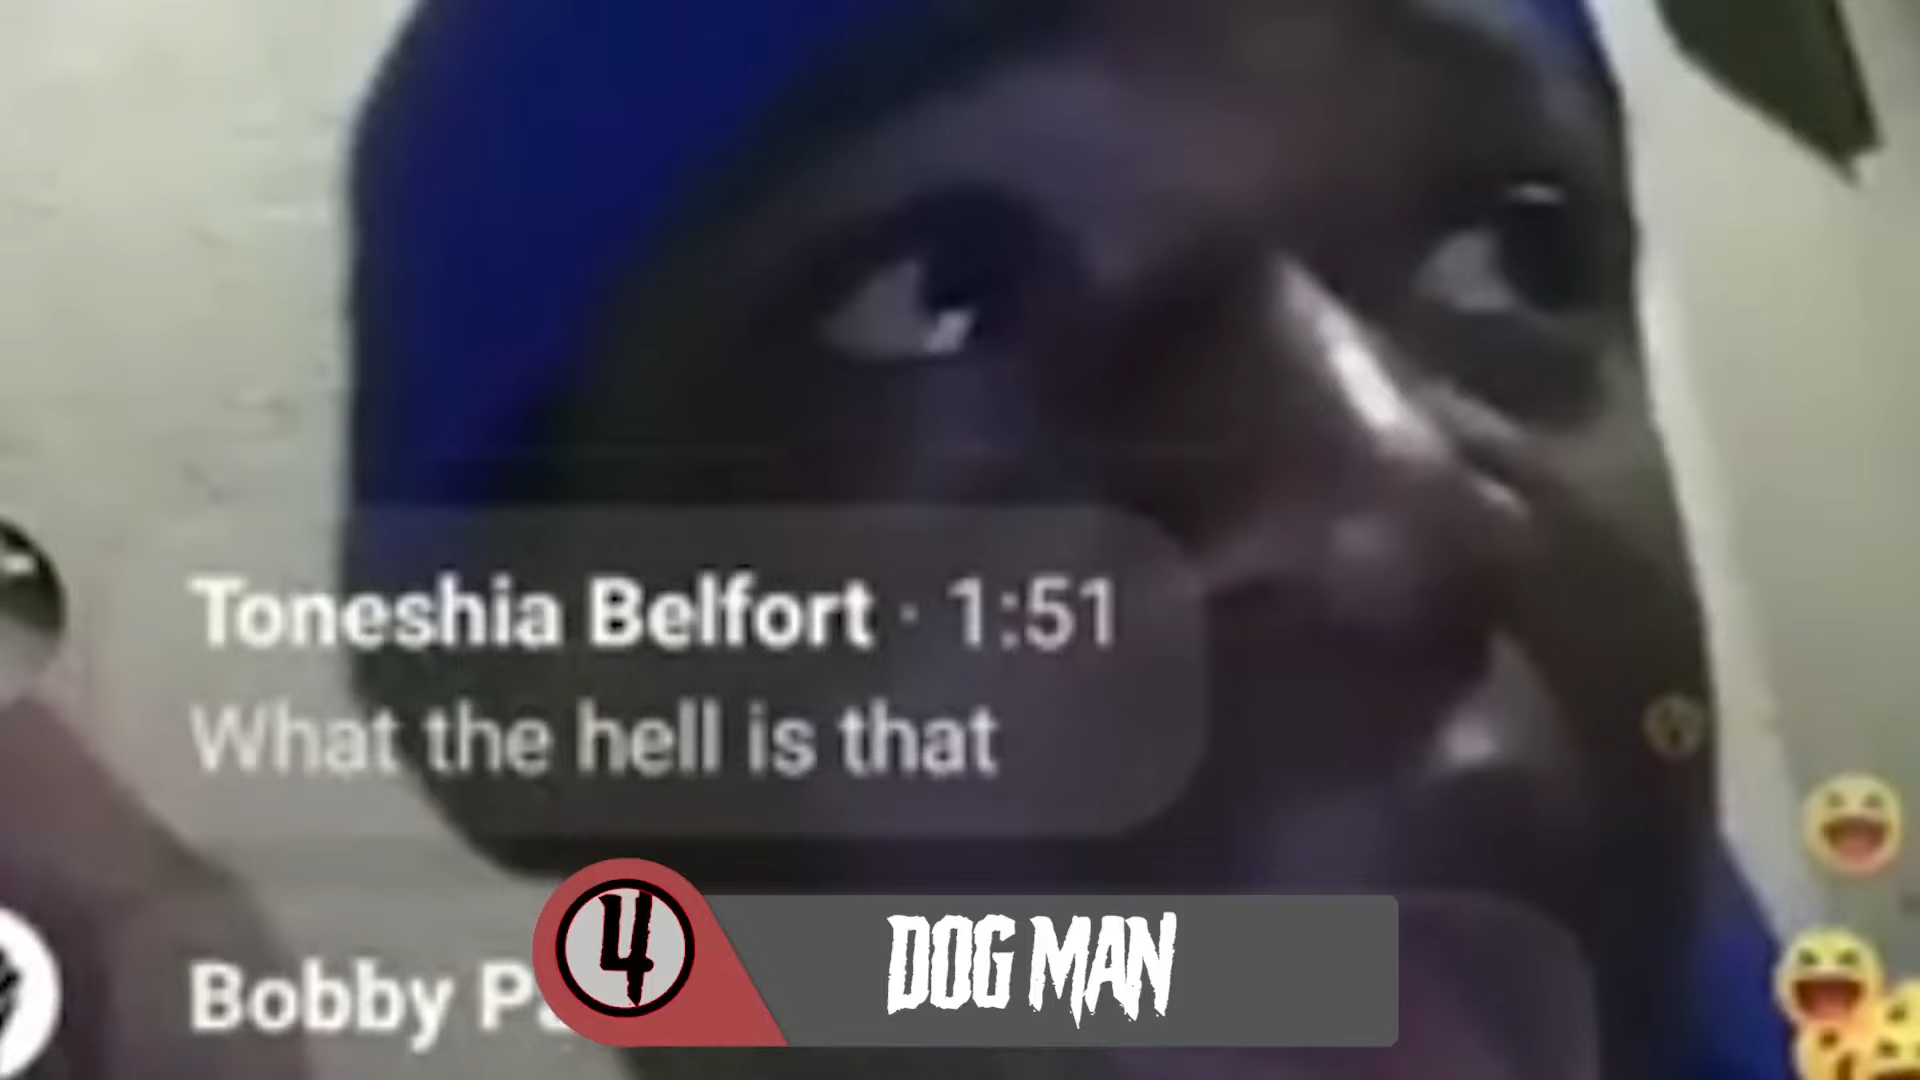 Toneshia Belfort · 1:51
What the hell is that
Bobby
4
DOG MAN